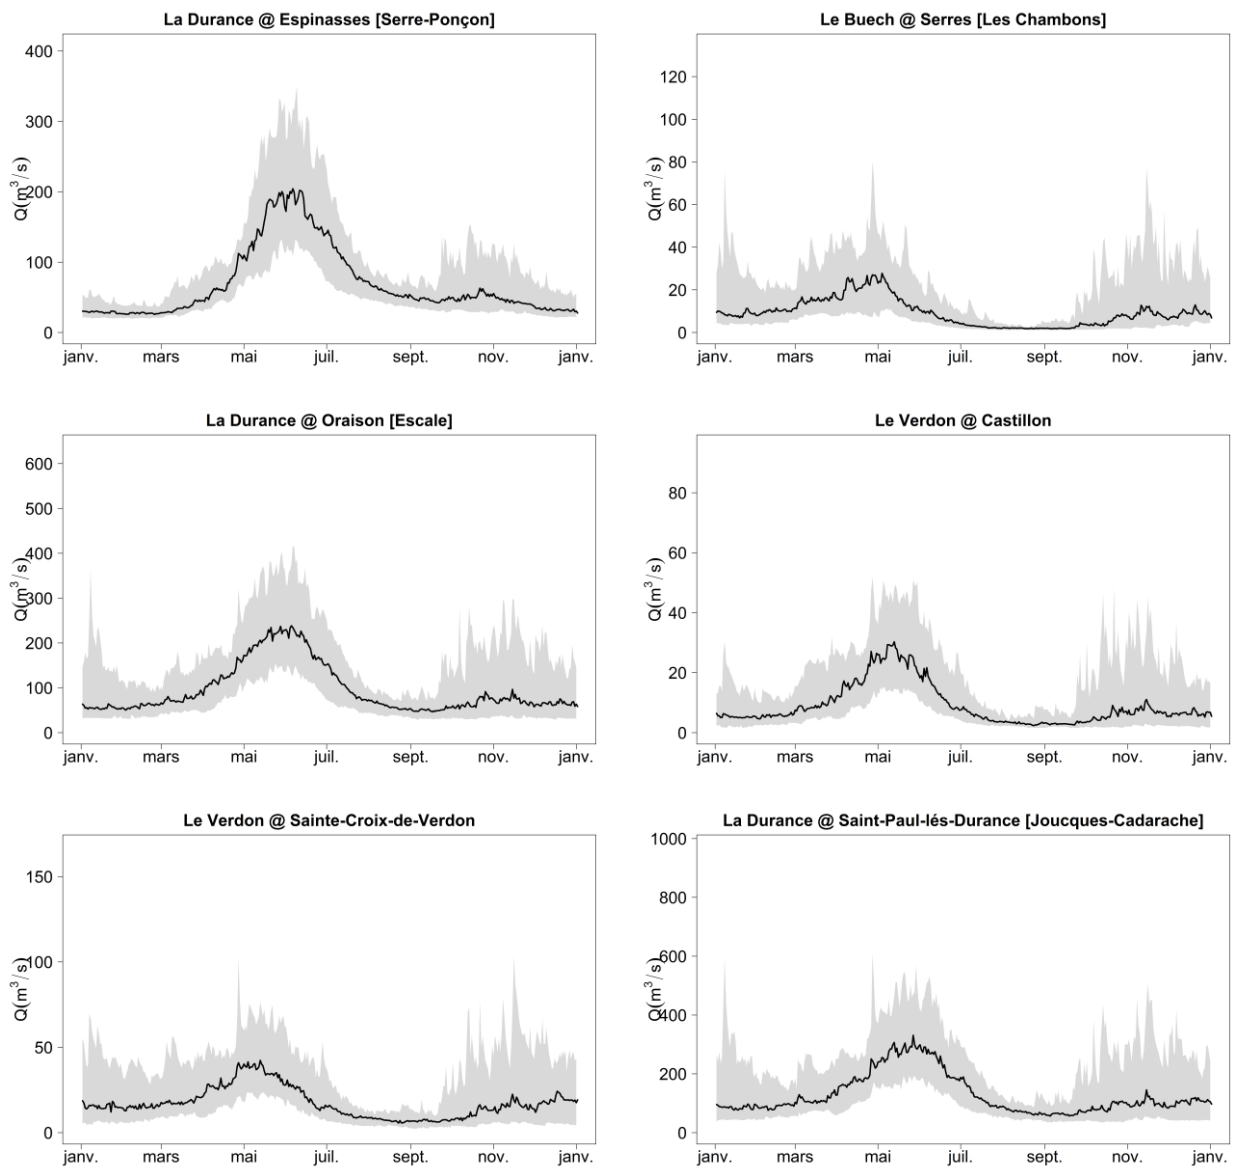 La Durance @ Espinasses [Serre-Ponçon]
Q(m³/s)
400
300
200
100
0
janv. mars mai juil. sept. nov. janv.
Le Buech @ Serres [Les Chambons]
Q(m³/s)
120
100
80
60
40
20
0
janv. mars mai juil. sept. nov. janv.
La Durance @ Oraison [Escale]
Q(m³/s)
600
500
400
300
200
100
0
janv. mars mai juil. sept. nov. janv.
Le Verdon @ Castillon
Q(m³/s)
80
60
40
20
0
janv. mars mai juil. sept. nov. janv.
Le Verdon @ Sainte-Croix-de-Verdon
Q(m³/s)
150
100
50
0
janv. mars mai juil. sept. nov. janv.
La Durance @ Saint-Paul-lés-Durance [Joucques-Cadarache]
Q(m³/s)
1000
800
600
400
200
0
janv. mars mai juil. sept. nov. janv.